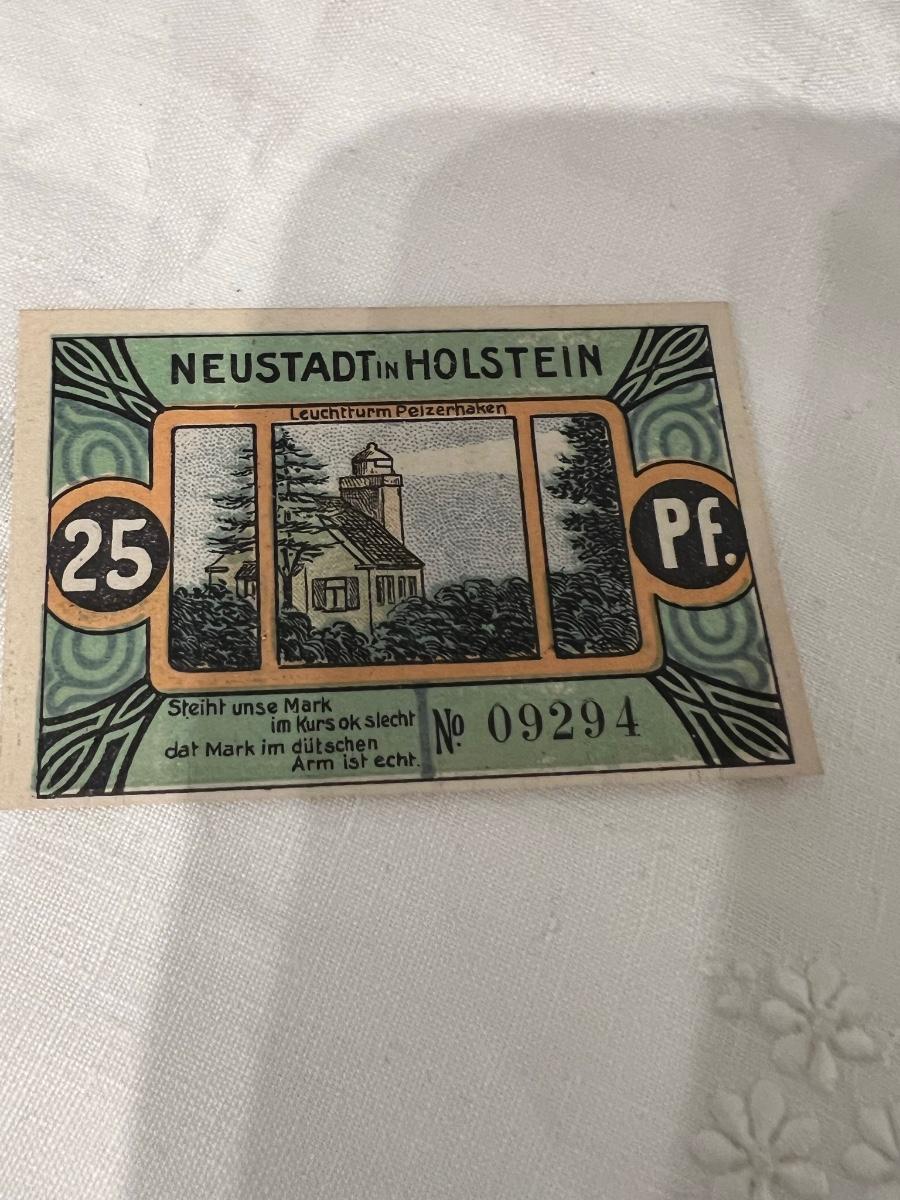 NEUSTADT IN HOLSTEIN
Leuchtturm Pelzerhaken
25
Pf.
Steiht unse Mark
im Kurs ok slecht
dat Mark im dütschen
Arm ist echt.
No. 09294